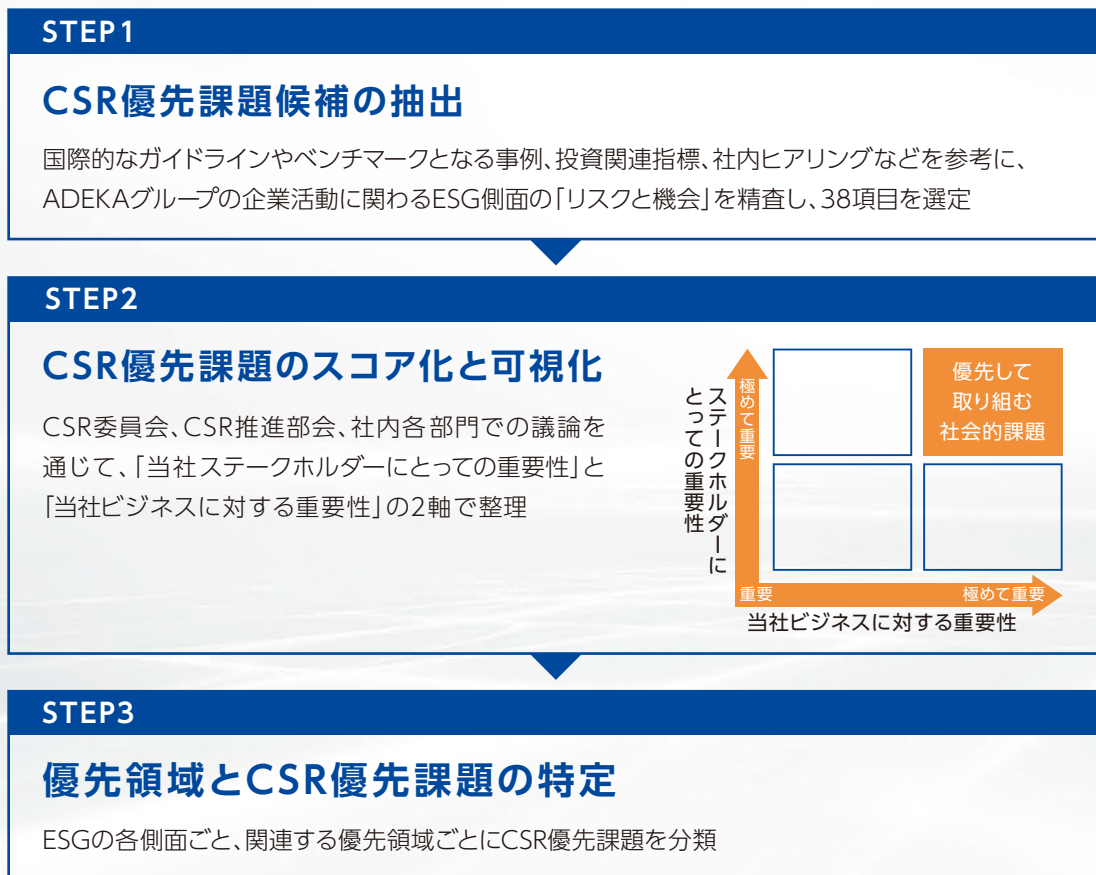 STEP1
CSR優先課題候補の抽出
国際的なガイドラインやベンチマークとなる事例、投資関連指標、社内ヒアリングなどを参考に、
ADEKAグループの企業活動に関わるESG側面の「リスクと機会」を精査し、38項目を選定
STEP2
CSR優先課題のスコア化と可視化
CSR委員会、CSR推進部会、社内各部門での議論を
通じて、「当社ステークホルダーにとっての重要性」と
「当社ビジネスに対する重要性」の2軸で整理
ステークホルダーに
とっての重要性
極めて重要
優先して
取り組む
社会的課題
重要
極めて重要
当社ビジネスに対する重要性
STEP3
優先領域とCSR優先課題の特定
ESGの各側面ごと、関連する優先領域ごとにCSR優先課題を分類